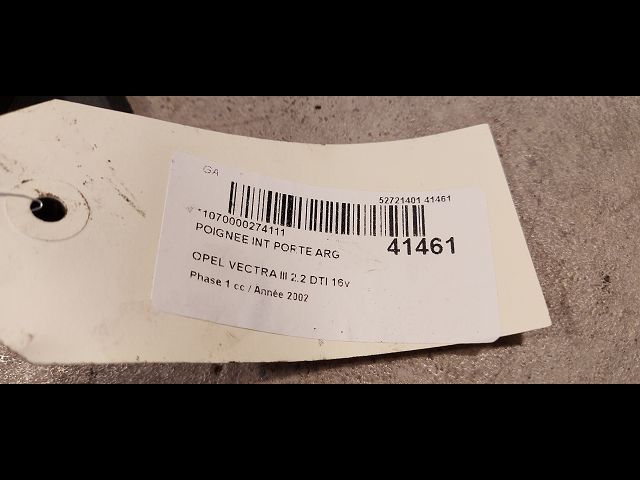 GA
52721401 41461
*1070000274111
POIGNEE INT PORTE ARG
41461
OPEL VECTRA III 2.2 DTI 16v
Phase 1 cc / Année 2002